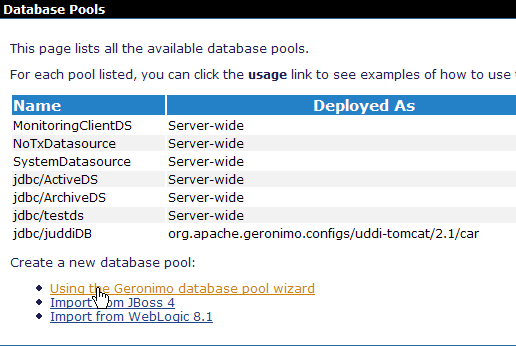 Database Pools
This page lists all the available database pools.
For each pool listed, you can click the usage link to see examples of how to use
Name Deployed As
MonitoringClientDS Server-wide
NoTxDatasource Server-wide
SystemDatasource Server-wide
jdbc/ActiveDS Server-wide
jdbc/ArchiveDS Server-wide
jdbc/testds Server-wide
jdbc/juddiDB org.apache.geronimo.configs/uddi-tomcat/2.1/car
Create a new database pool:
Using the Geronimo database pool wizard
Import from JBoss 4
Import from WebLogic 8.1